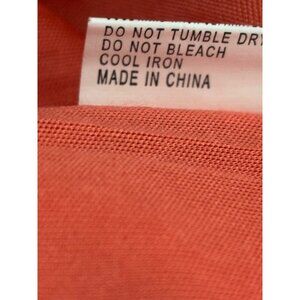 DO NOT TUMBLE DRY
DO NOT BLEACH
COOL IRON
MADE IN CHINA